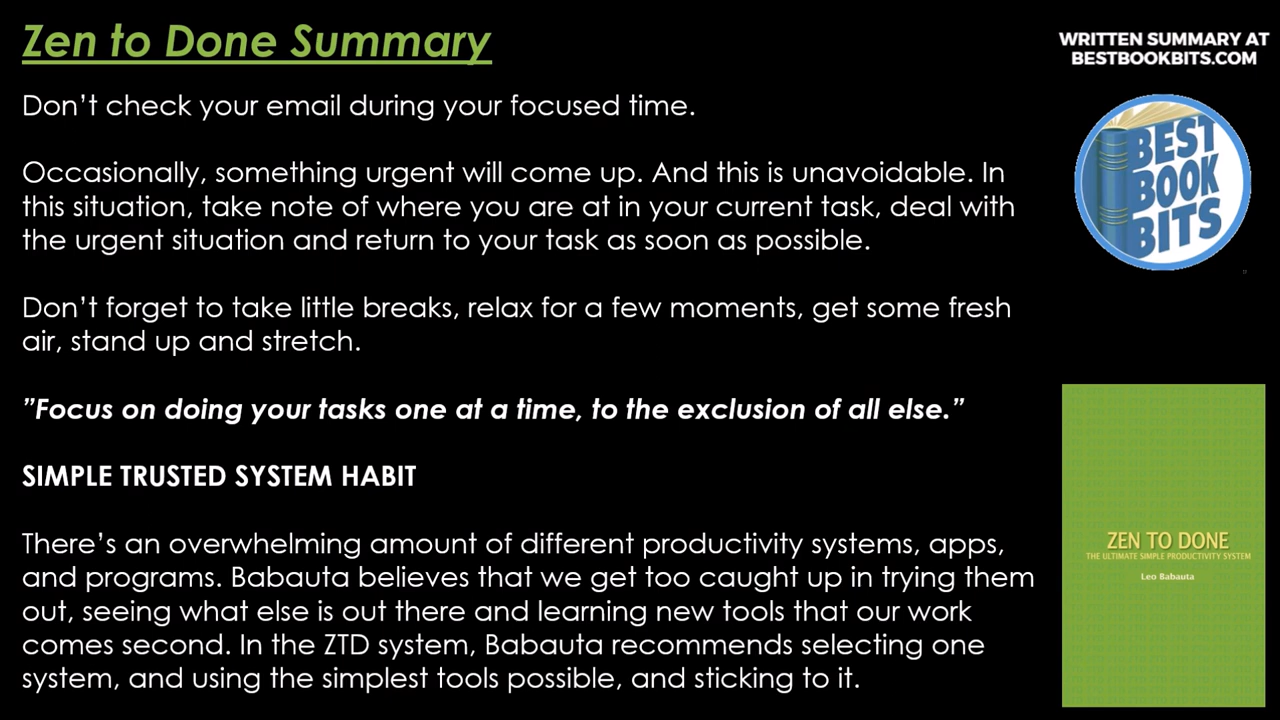 Zen to Done Summary
WRITTEN SUMMARY AT
BESTBOOKBITS.COM
Don’t check your email during your focused time.
BEST
BOOK
BITS
Occasionally, something urgent will come up. And this is unavoidable. In
this situation, take note of where you are at in your current task, deal with
the urgent situation and return to your task as soon as possible.
Don’t forget to take little breaks, relax for a few moments, get some fresh
air, stand up and stretch.
”Focus on doing your tasks one at a time, to the exclusion of all else.”
SIMPLE TRUSTED SYSTEM HABIT
There’s an overwhelming amount of different productivity systems, apps,
and programs. Babauta believes that we get too caught up in trying them
out, seeing what else is out there and learning new tools that our work
comes second. In the ZTD system, Babauta recommends selecting one
system, and using the simplest tools possible, and sticking to it.
ZEN TO DONE
THE ULTIMATE SIMPLE PRODUCTIVITY SYSTEM
Leo Babauta